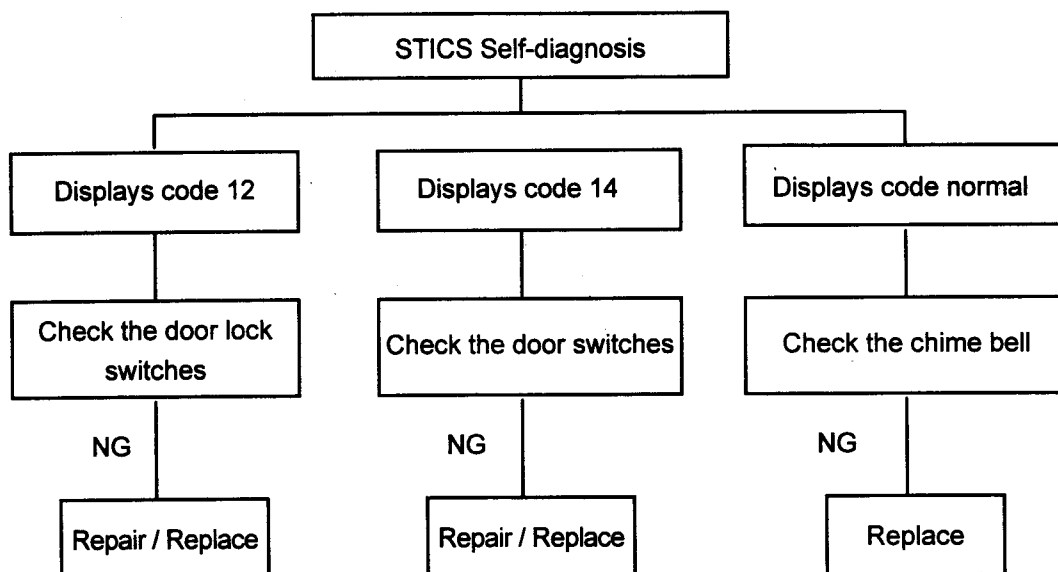 STICS Self-diagnosis
Displays code 12
Displays code 14
Displays code normal
Check the door lock
switches
Check the door switches
Check the chime bell
NG
NG
NG
Repair / Replace
Repair / Replace
Replace